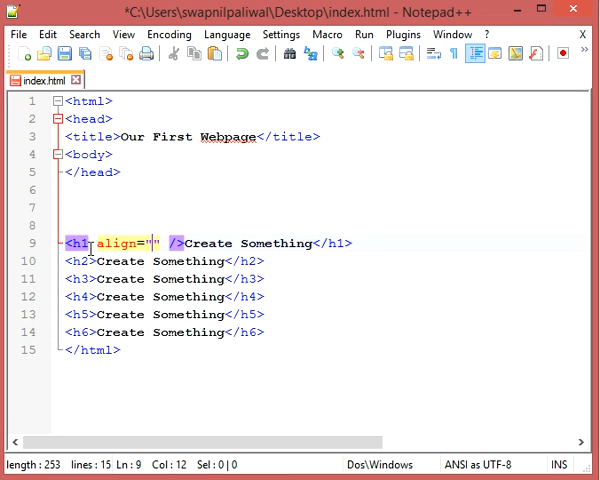 *C:\Users\swapnilpaliwal\Desktop\index.html - Notepad++
File Edit Search View Encoding Language Settings Macro Run Plugins Window ? X
index.html
1 <html>
2 <head>
3 <title>Our First Webpage</title>
4 <body>
5 </head>
6
7
8
9 <h1 align="" />Create Something</h1>
10 <h2>Create Something</h2>
11 <h3>Create Something</h3>
12 <h4>Create Something</h4>
13 <h5>Create Something</h5>
14 <h6>Create Something</h6>
15 </html>
length : 253 lines : 15 Ln : 9 Col : 12 Sel : 0 | 0 Dos\Windows ANSI as UTF-8 INS